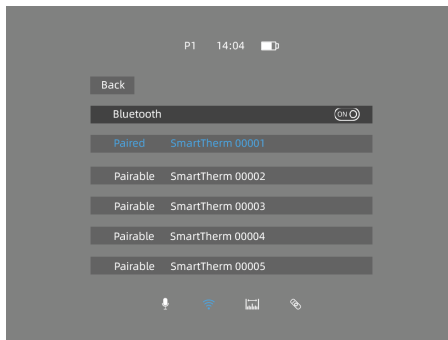 P1 14:04
Back
Bluetooth ON
Paired SmartTherm 00001
Pairable SmartTherm 00002
Pairable SmartTherm 00003
Pairable SmartTherm 00004
Pairable SmartTherm 00005